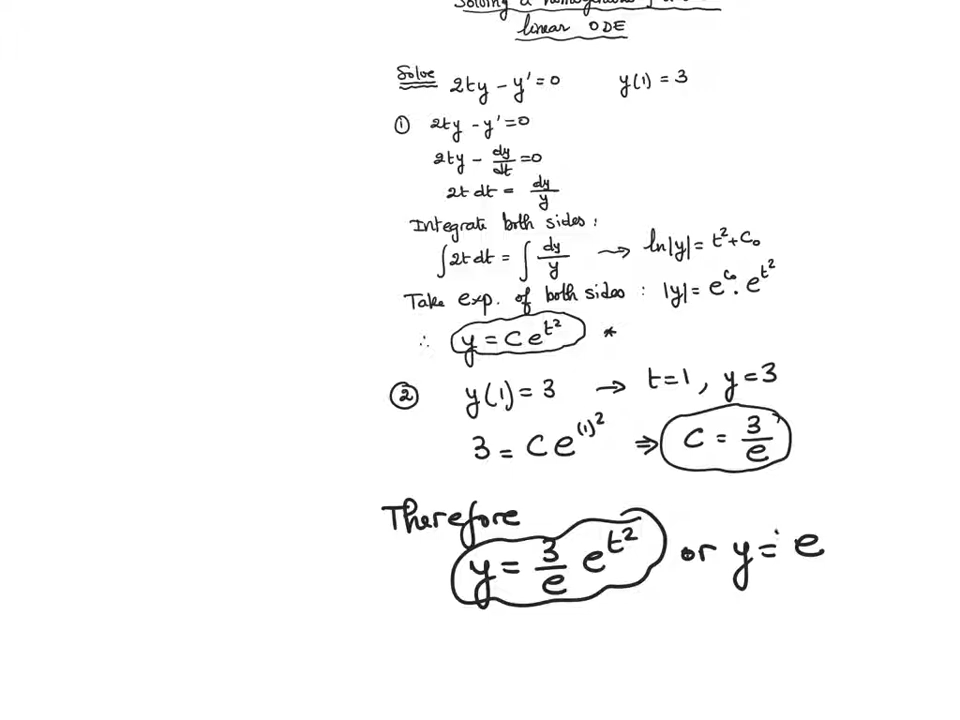 Solving a
linear ODE
Solve 2ty - y' = 0 y(1) = 3
① 2ty - y' = 0
2ty - dy/dt = 0
2t dt = dy/y
Integrate both sides :
∫2t dt = ∫ dy/y → ln|y| = t² + C₀
Take exp. of both sides : |y| = e^C₀ . e^t²
∴ y = C e^t² *
② y(1) = 3 → t = 1 , y = 3
3 = C e^(1)² ⇒ C = 3/e
Therefore
y = 3/e e^t² or y = e